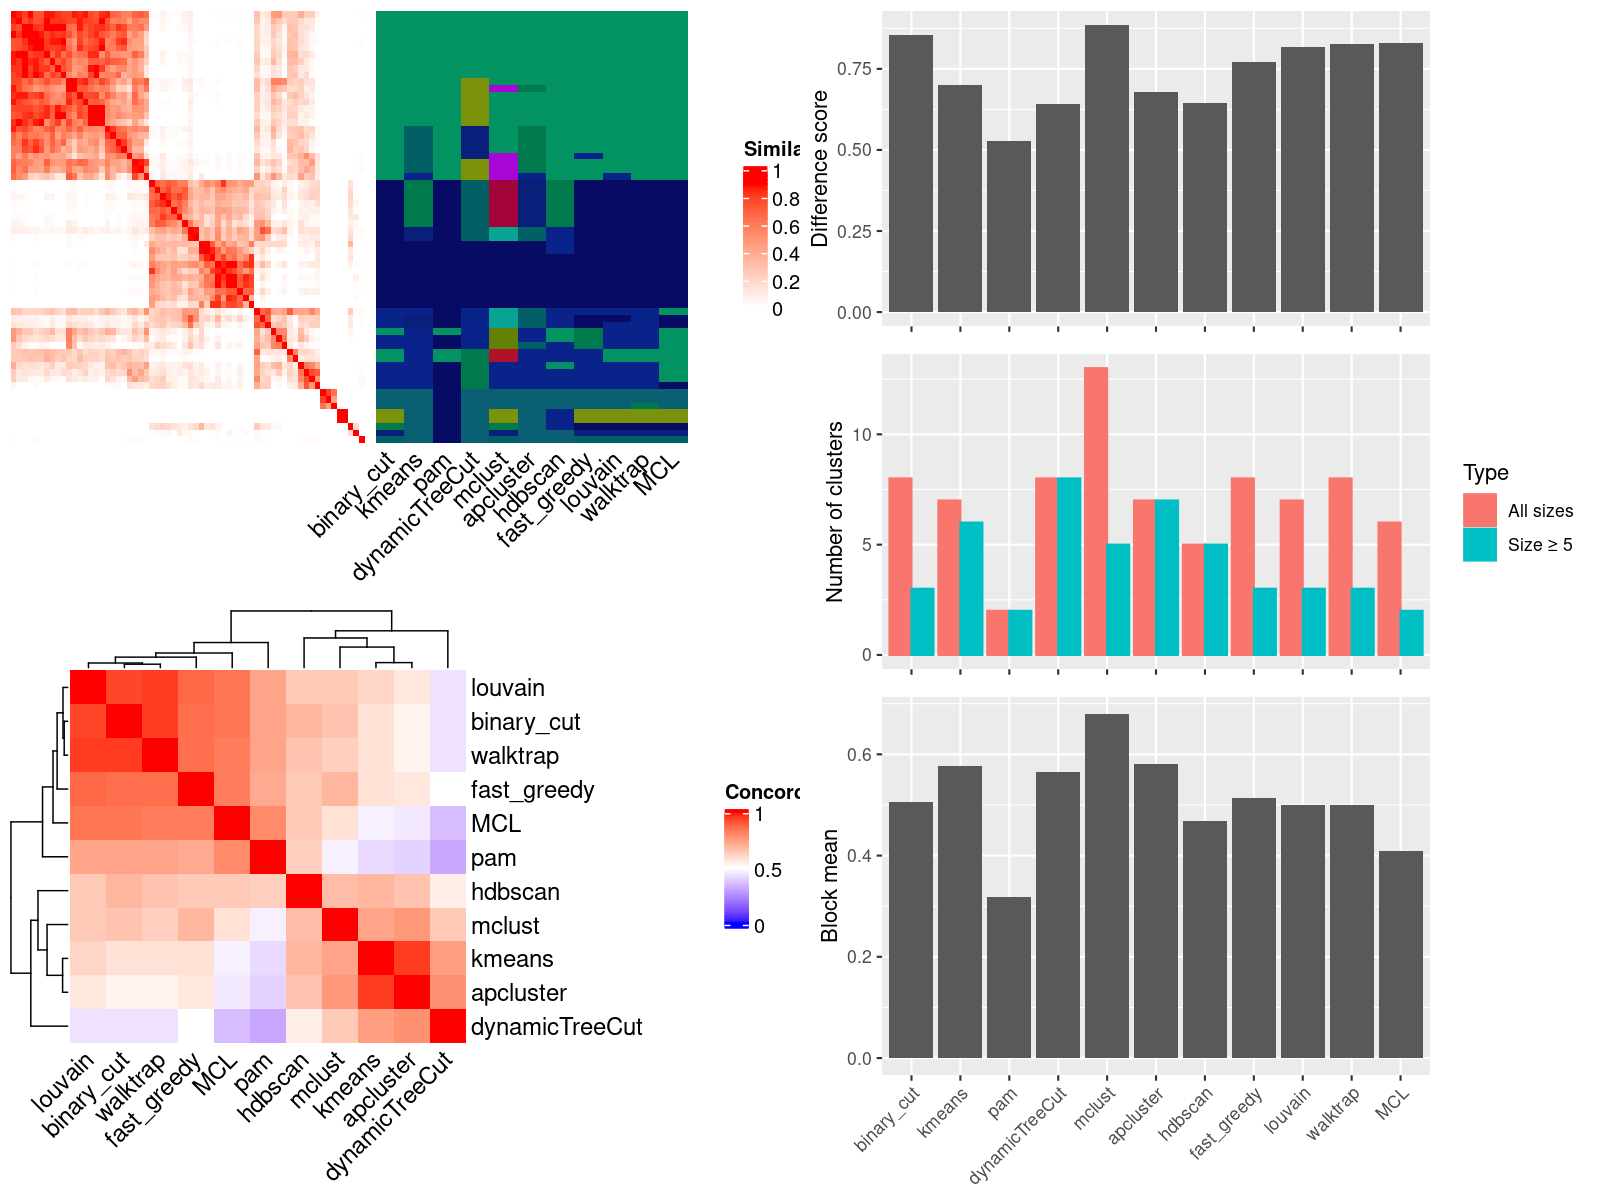 Simila
1
0.8
0.6
0.4
0.2
0
binary_cut
kmeans
pam
dynamicTreeCut
mclust
apcluster
hdbscan
fast_greedy
louvain
walktrap
MCL
louvain
binary_cut
walktrap
fast_greedy
MCL
pam
hdbscan
mclust
kmeans
apcluster
dynamicTreeCut
louvain
binary_cut
walktrap
fast_greedy
MCL
pam
hdbscan
mclust
kmeans
apcluster
dynamicTreeCut
Concord
1
0.5
0
Difference score
0.75
0.50
0.25
0.00
Number of clusters
10
5
0
Type
All sizes
Size ≥ 5
Block mean
0.6
0.4
0.2
0.0
binary_cut
kmeans
pam
dynamicTreeCut
mclust
apcluster
hdbscan
fast_greedy
louvain
walktrap
MCL